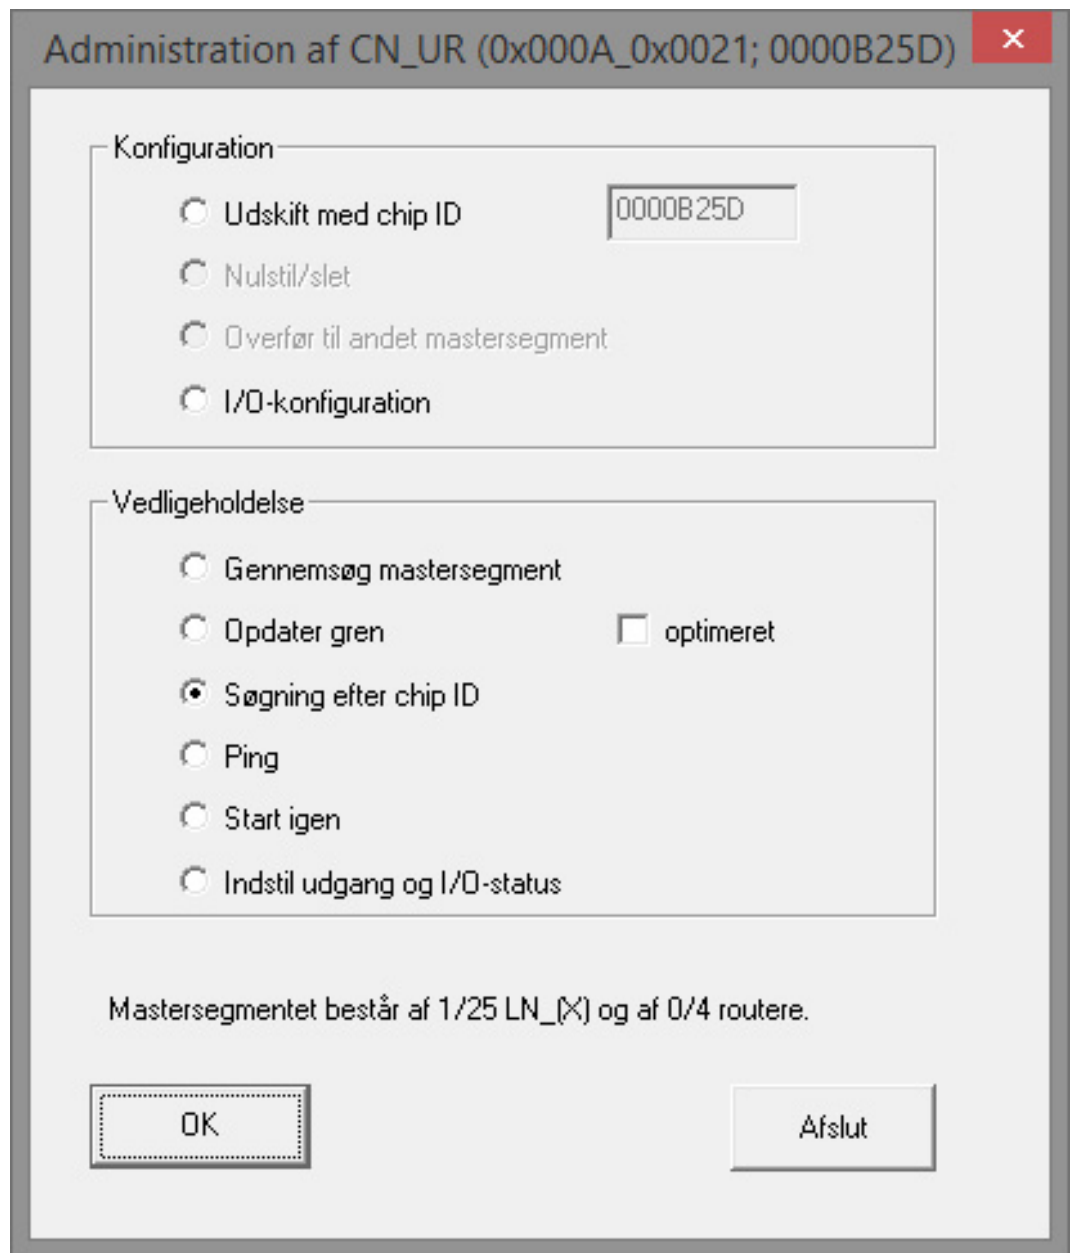 Administration af CN_UR (0x000A_0x0021; 0000B25D)
Konfiguration
Udskift med chip ID 0000B25D
Nulstil/slet
Overfør til andet mastersegment
I/O-konfiguration
Vedligeholdelse
Gennemsøg mastersegment
Opdater gren optimeret
Søgning efter chip ID
Ping
Start igen
Indstil udgang og I/O-status
Mastersegmentet består af 1/25 LN_(X) og af 0/4 routere.
OK Afslut